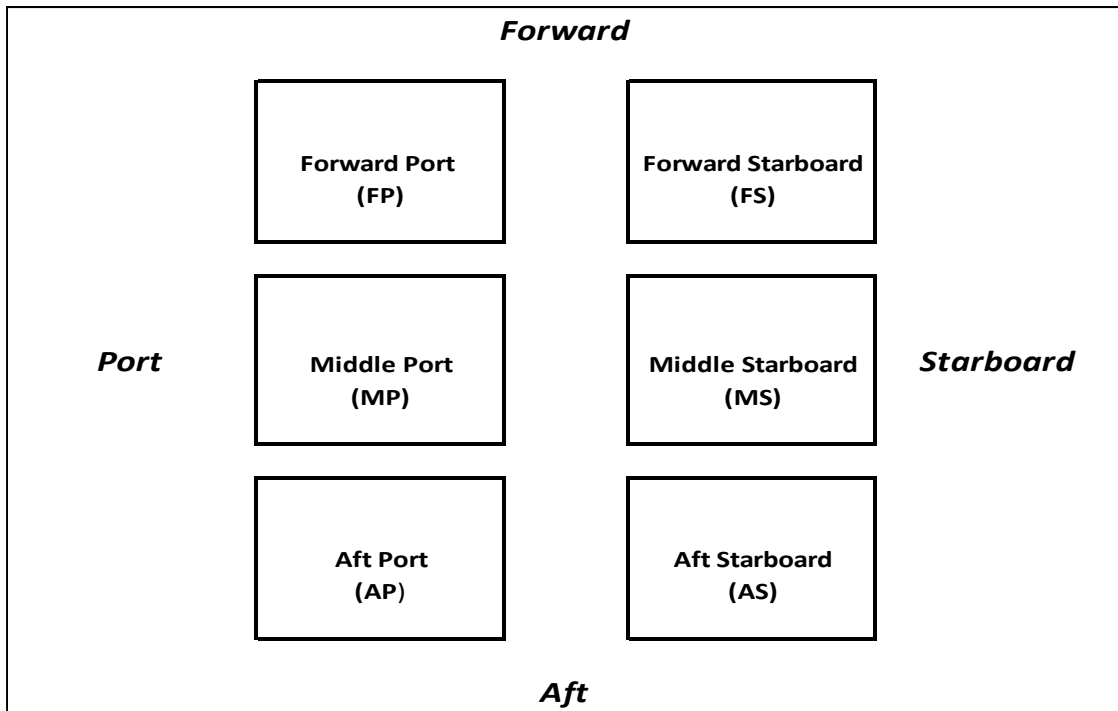 Forward
Forward Port
(FP)
Forward Starboard
(FS)
Port
Middle Port
(MP)
Middle Starboard
(MS)
Starboard
Aft Port
(AP)
Aft Starboard
(AS)
Aft